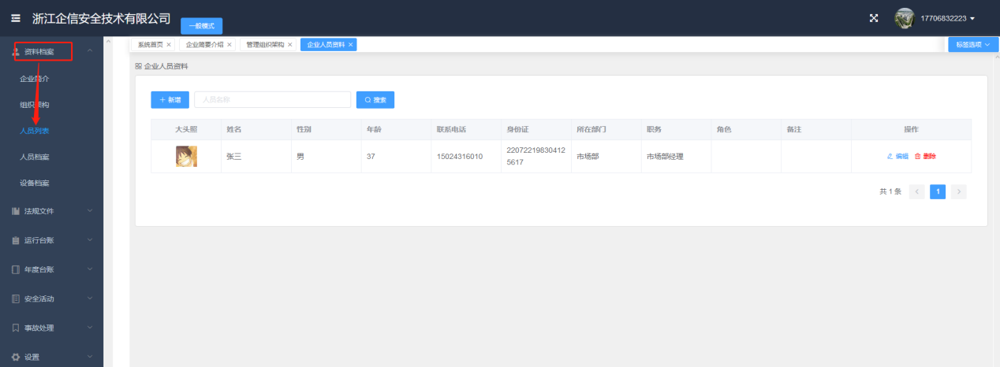 浙江企信安全技术有限公司
一般模式
17706832223
资料档案
企业简介
组织架构
人员列表
人员档案
设备档案
法规文件
运行台账
年度台账
安全活动
事故处理
设置
系统首页 × 企业简要介绍 × 管理组织架构 × 企业人员资料 × 标签选项
企业人员资料
+ 新增 人员名称 搜索
大头照 姓名 性别 年龄 联系电话 身份证 所在部门 职务 角色 备注 操作
张三 男 37 15024316010 22072219830412 市场部 市场部经理 编辑 删除
5617
共 1 条 < 1 >